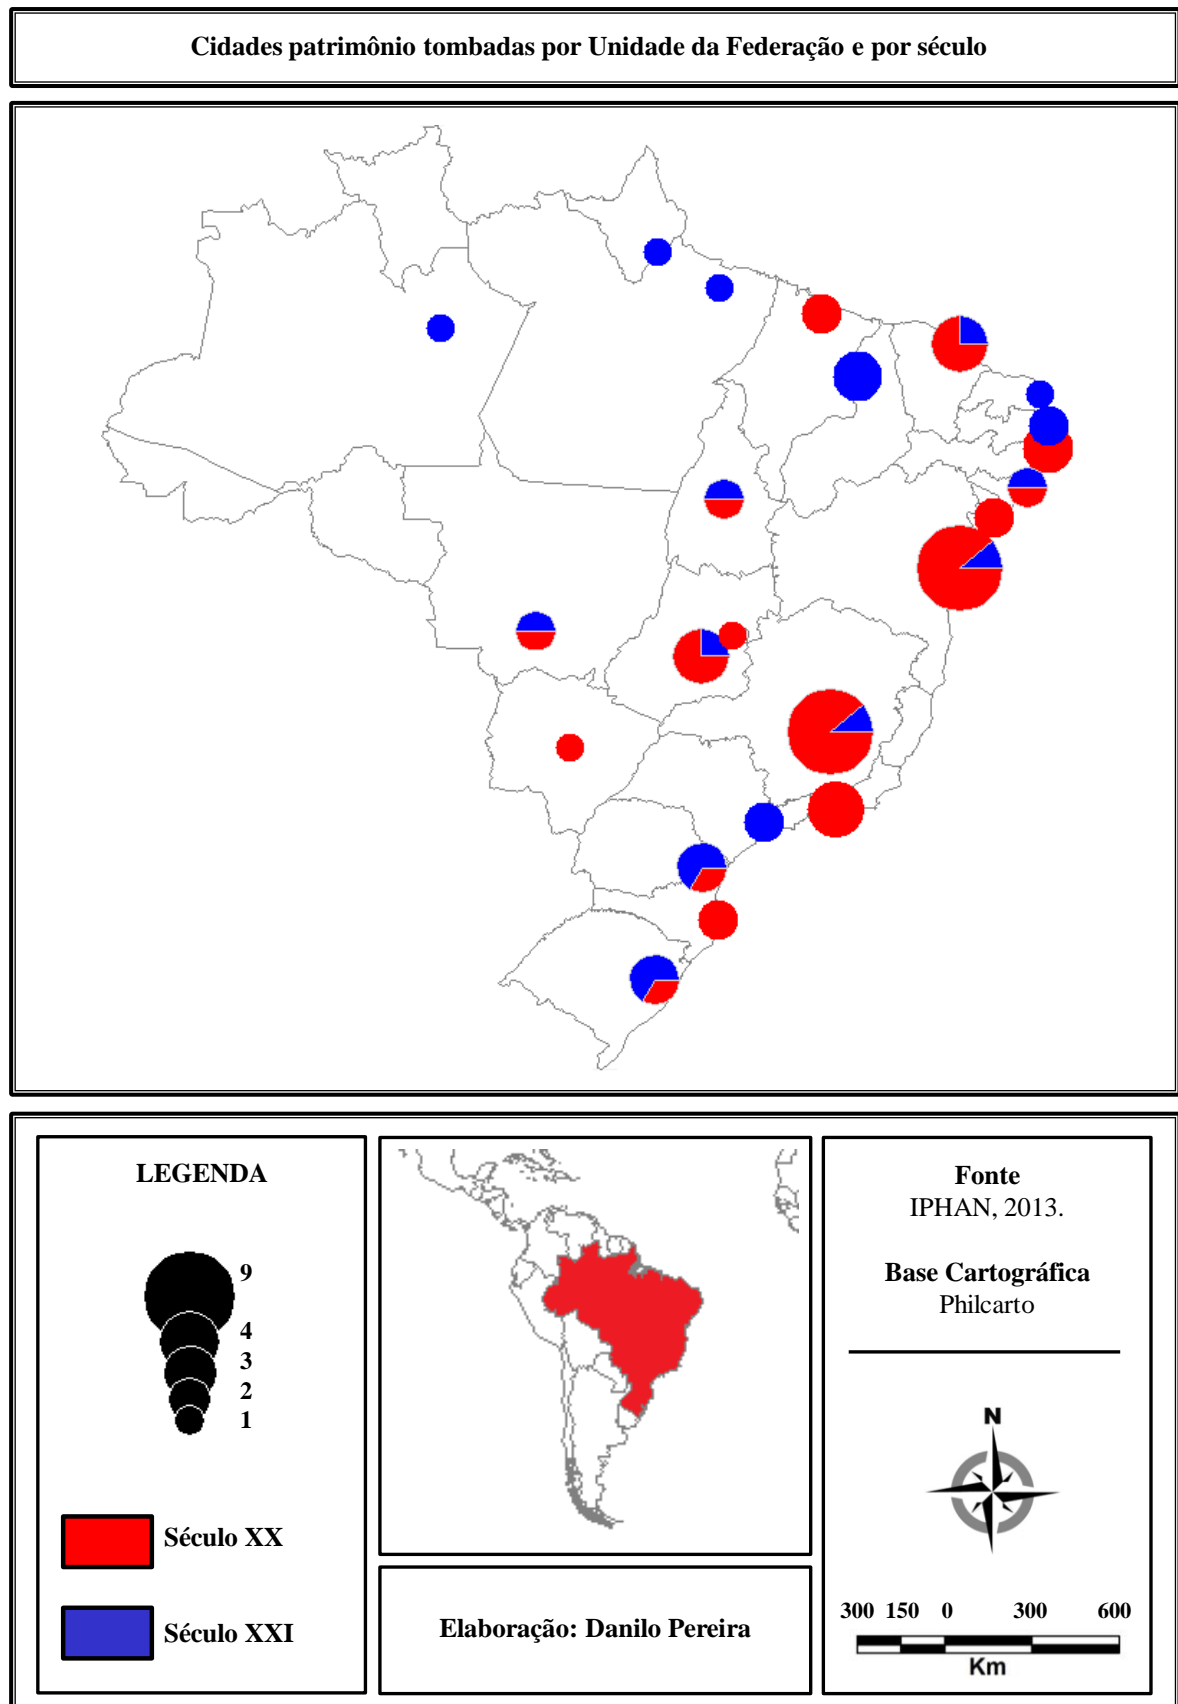 Cidades patrimônio tombadas por Unidade da Federação e por século
LEGENDA
9
4
3
2
1
Século XX
Século XXI
Elaboração: Danilo Pereira
Fonte
IPHAN, 2013.
Base Cartográfica
Philcarto
N
300 150 0 300 600
Km